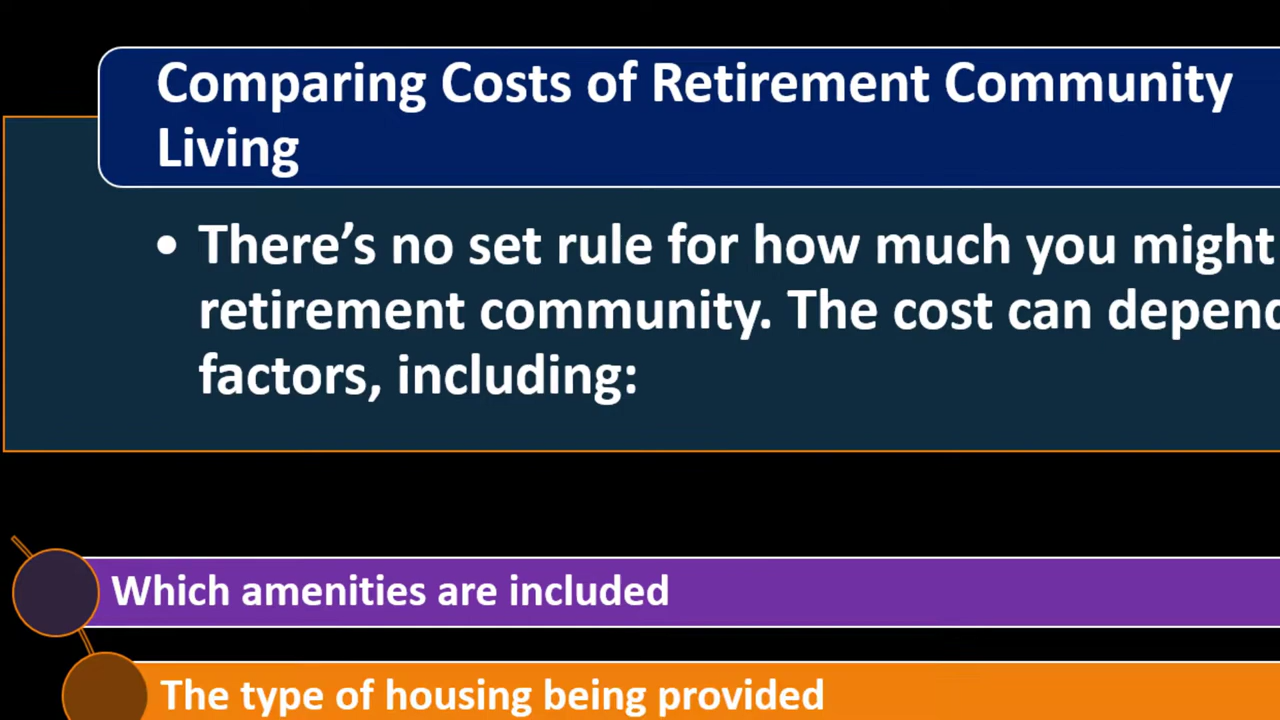 Comparing Costs of Retirement Community
Living
• There’s no set rule for how much you might
retirement community. The cost can depend
factors, including:
Which amenities are included
The type of housing being provided